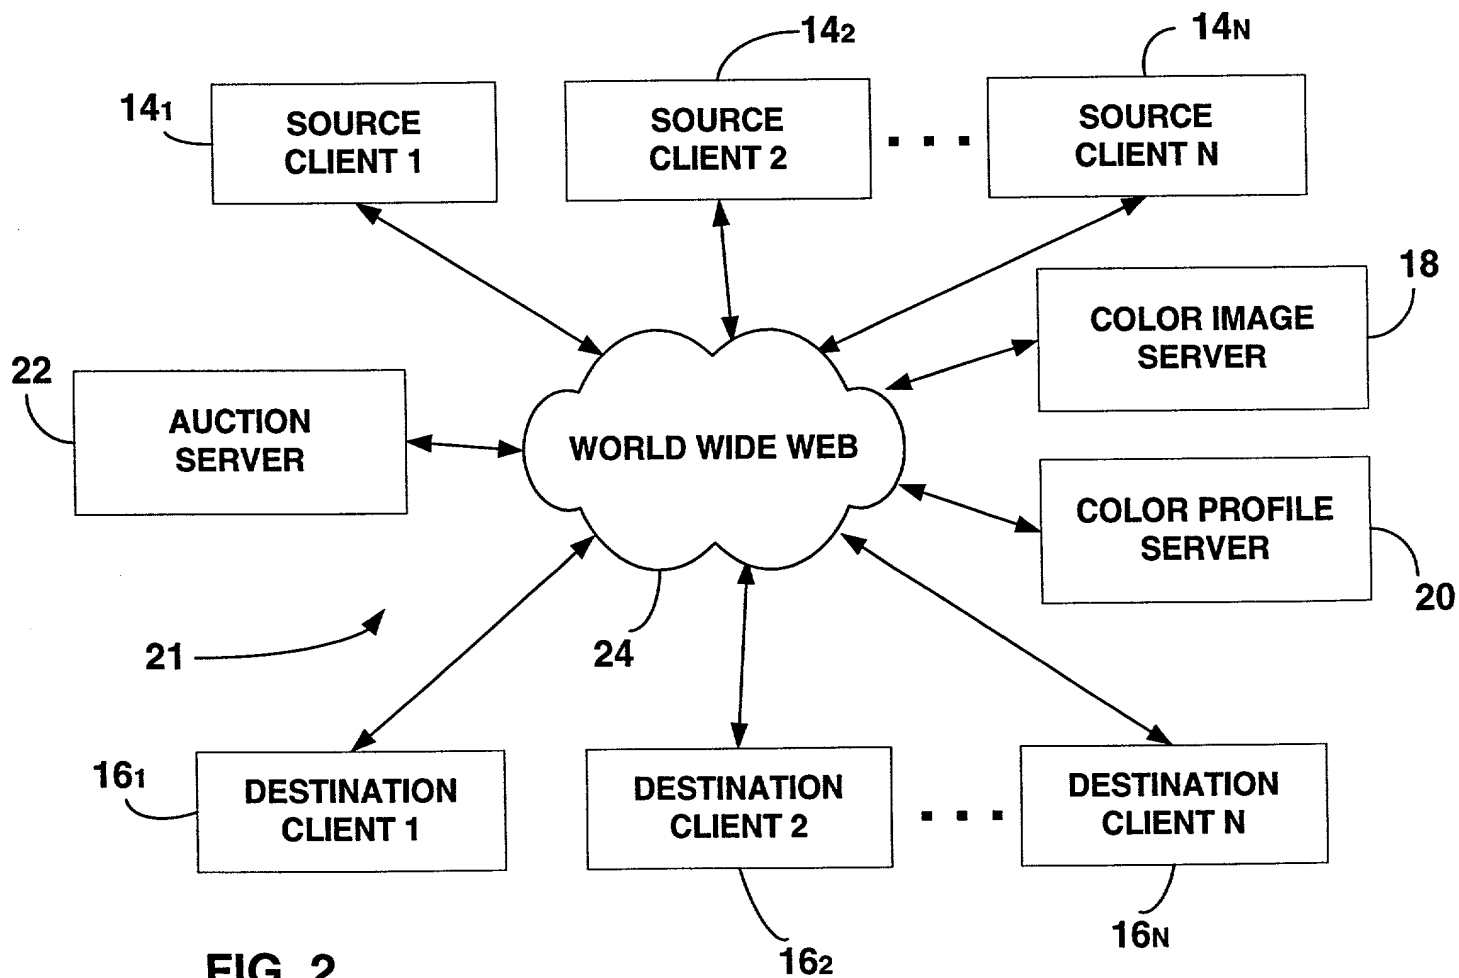 14₁
SOURCE
CLIENT 1
14₂
SOURCE
CLIENT 2
14N
SOURCE
CLIENT N
18
COLOR IMAGE
SERVER
22
AUCTION
SERVER
WORLD WIDE WEB
COLOR PROFILE
SERVER
20
21
24
16₁
DESTINATION
CLIENT 1
DESTINATION
CLIENT 2
16₂
DESTINATION
CLIENT N
16N
FIG. 2